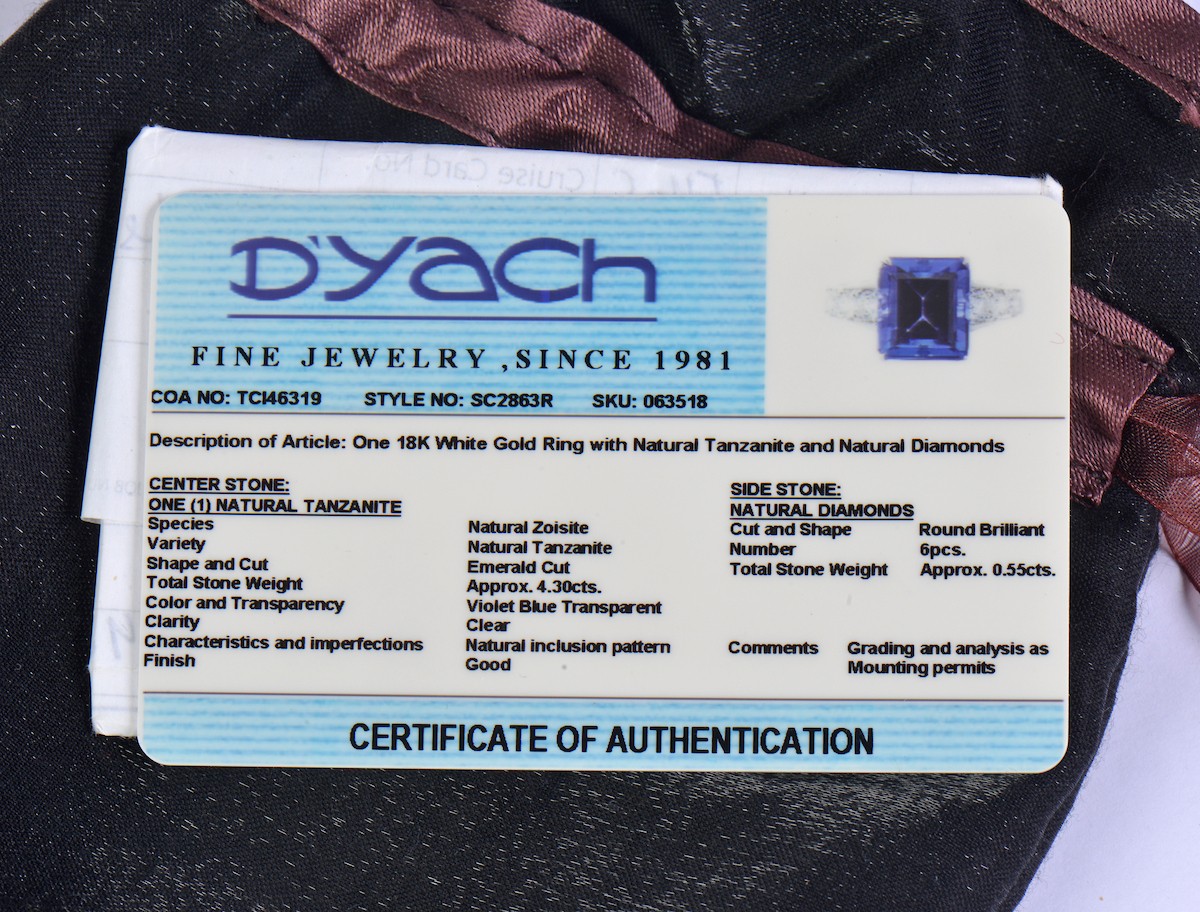 Cruise Card No.
D'YACH
FINE JEWELRY ,SINCE 1981
COA NO: TCI46319 STYLE NO: SC2863R SKU: 063518
Description of Article: One 18K White Gold Ring with Natural Tanzanite and Natural Diamonds
CENTER STONE:
ONE (1) NATURAL TANZANITE
Species Natural Zoisite
Variety Natural Tanzanite
Shape and Cut Emerald Cut
Total Stone Weight Approx. 4.30cts.
Color and Transparency Violet Blue Transparent
Clarity Clear
Characteristics and imperfections Natural inclusion pattern
Finish Good
SIDE STONE:
NATURAL DIAMONDS
Cut and Shape Round Brilliant
Number 6pcs.
Total Stone Weight Approx. 0.55cts.
Comments Grading and analysis as
Mounting permits
CERTIFICATE OF AUTHENTICATION